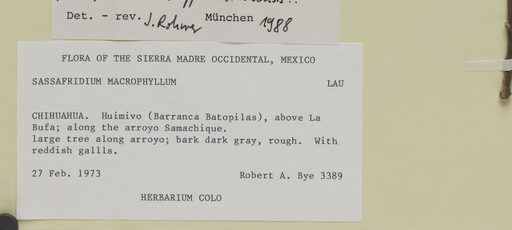 Det. - rev. J. Rohwer München 1988
FLORA OF THE SIERRA MADRE OCCIDENTAL, MEXICO
SASSAFRIDIUM MACROPHYLLUM LAU
CHIHUAHUA. Huimivo (Barranca Batopilas), above La
Bufa; along the arroyo Samachique.
large tree along arroyo; bark dark gray, rough. With
reddish gallls.
27 Feb. 1973 Robert A. Bye 3389
HERBARIUM COLO